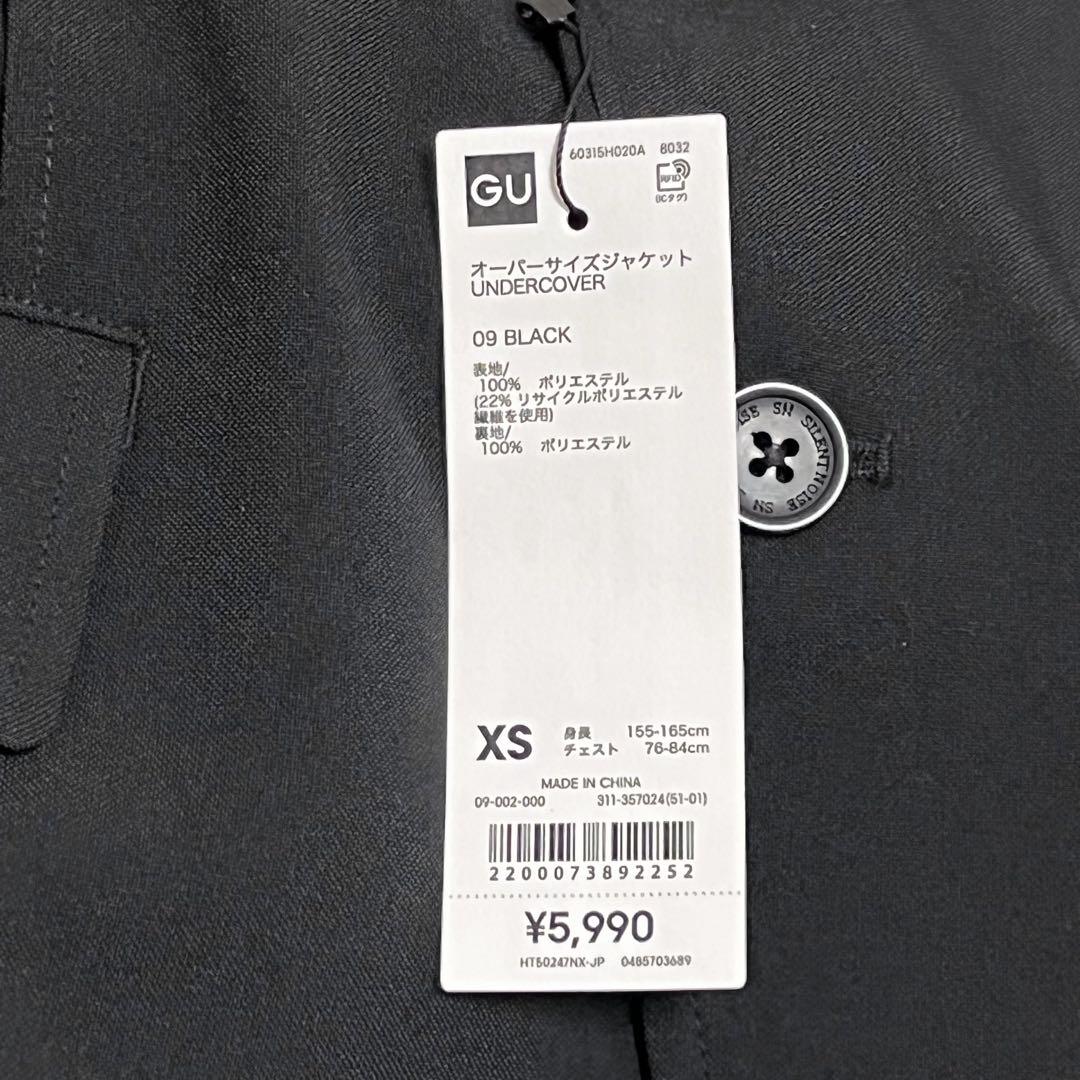 60315H020A 8032
GU
RFID
(ICタグ)
オーバーサイズジャケット
UNDERCOVER
09 BLACK
表地/
100% ポリエステル
(22% リサイクルポリエステル
繊維を使用)
裏地/
100% ポリエステル
ISE SN SILENTNOISE SN
XS 身長 155-165cm
チェスト 76-84cm
MADE IN CHINA
09-002-000 311-357024(51-01)
2200073892252
¥5,990
HT50247NX-JP 0485703689